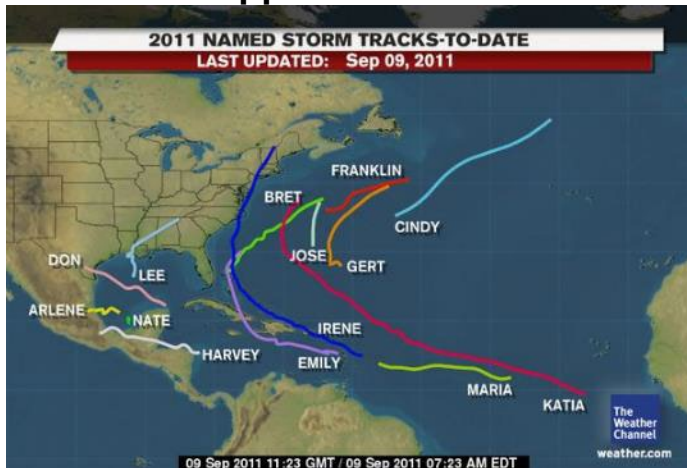 2011 NAMED STORM TRACKS-TO-DATE
LAST UPDATED: Sep 09, 2011
FRANKLIN
BRET
CINDY
JOSE
GERT
DON
LEE
ARLENE
NATE
IRENE
HARVEY
EMILY
MARIA
KATIA
The
Weather
Channel
weather.com
09 Sep 2011 11:23 GMT / 09 Sep 2011 07:23 AM EDT